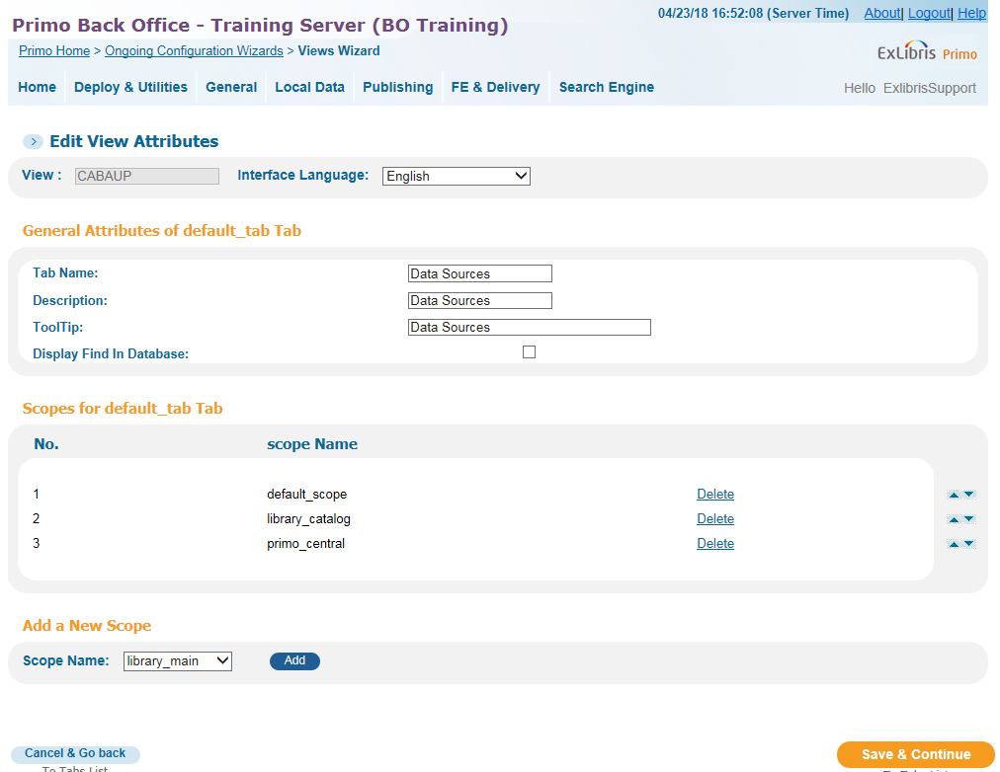 Primo Back Office - Training Server (BO Training)
04/23/18 16:52:08 (Server Time) About| Logout| Help
Primo Home > Ongoing Configuration Wizards > Views Wizard
ExLibris Primo
Home Deploy & Utilities General Local Data Publishing FE & Delivery Search Engine
Hello ExlibrisSupport
Edit View Attributes
View : CABAUP Interface Language: English
General Attributes of default_tab Tab
Tab Name: Data Sources
Description: Data Sources
ToolTip: Data Sources
Display Find In Database:
Scopes for default_tab Tab
No. scope Name
1 default_scope Delete
2 library_catalog Delete
3 primo_central Delete
Add a New Scope
Scope Name: library_main Add
Cancel & Go back Save & Continue
To Tabs List